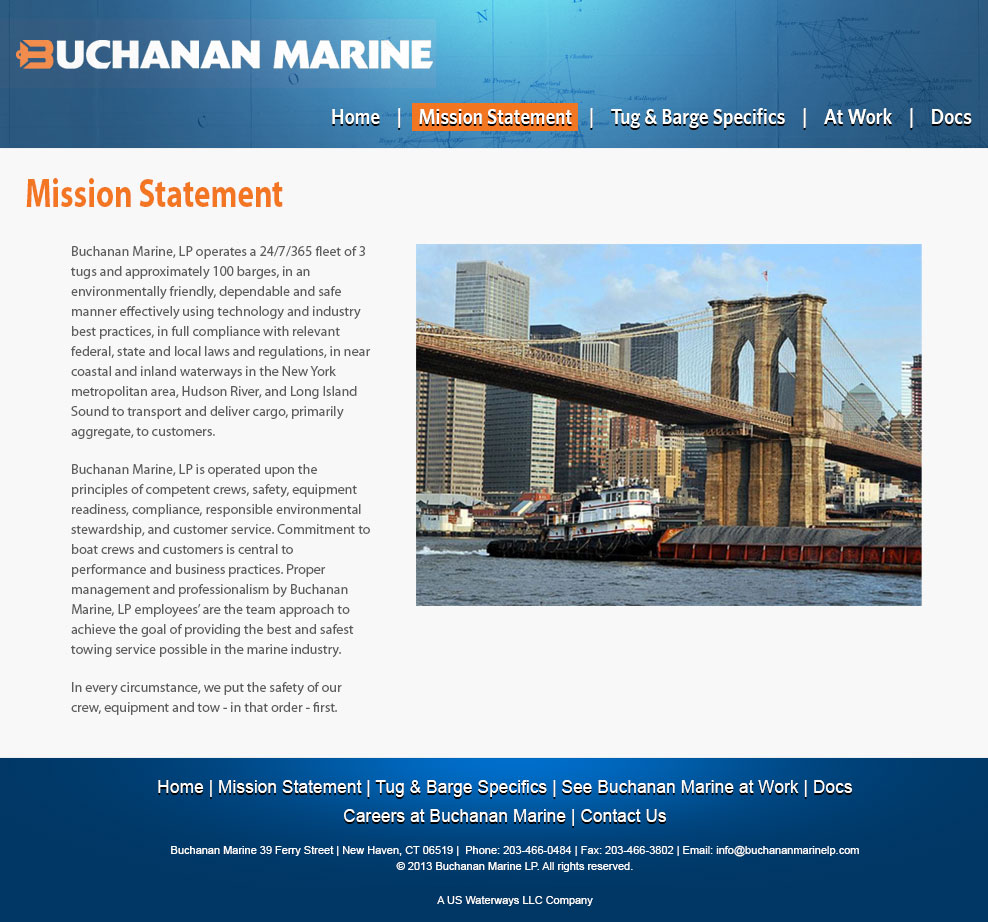 BUCHANAN MARINE
Home | Mission Statement | Tug & Barge Specifics | At Work | Docs
Mission Statement
Buchanan Marine, LP operates a 24/7/365 fleet of 3
tugs and approximately 100 barges, in an
environmentally friendly, dependable and safe
manner effectively using technology and industry
best practices, in full compliance with relevant
federal, state and local laws and regulations, in near
coastal and inland waterways in the New York
metropolitan area, Hudson River, and Long Island
Sound to transport and deliver cargo, primarily
aggregate, to customers.
Buchanan Marine, LP is operated upon the
principles of competent crews, safety, equipment
readiness, compliance, responsible environmental
stewardship, and customer service. Commitment to
boat crews and customers is central to
performance and business practices. Proper
management and professionalism by Buchanan
Marine, LP employees’ are the team approach to
achieve the goal of providing the best and safest
towing service possible in the marine industry.
In every circumstance, we put the safety of our
crew, equipment and tow - in that order - first.
Home | Mission Statement | Tug & Barge Specifics | See Buchanan Marine at Work | Docs
Careers at Buchanan Marine | Contact Us
Buchanan Marine 39 Ferry Street | New Haven, CT 06519 | Phone: 203-466-0484 | Fax: 203-466-3802 | Email: info@buchananmarinelp.com
© 2013 Buchanan Marine LP. All rights reserved.
A US Waterways LLC Company